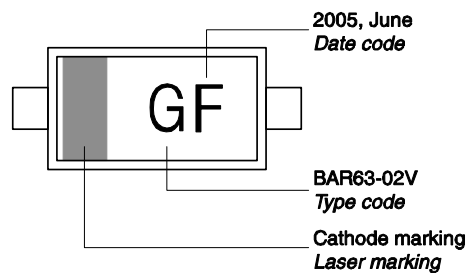 2005, June
Date code
GF
BAR63-02V
Type code
Cathode marking
Laser marking